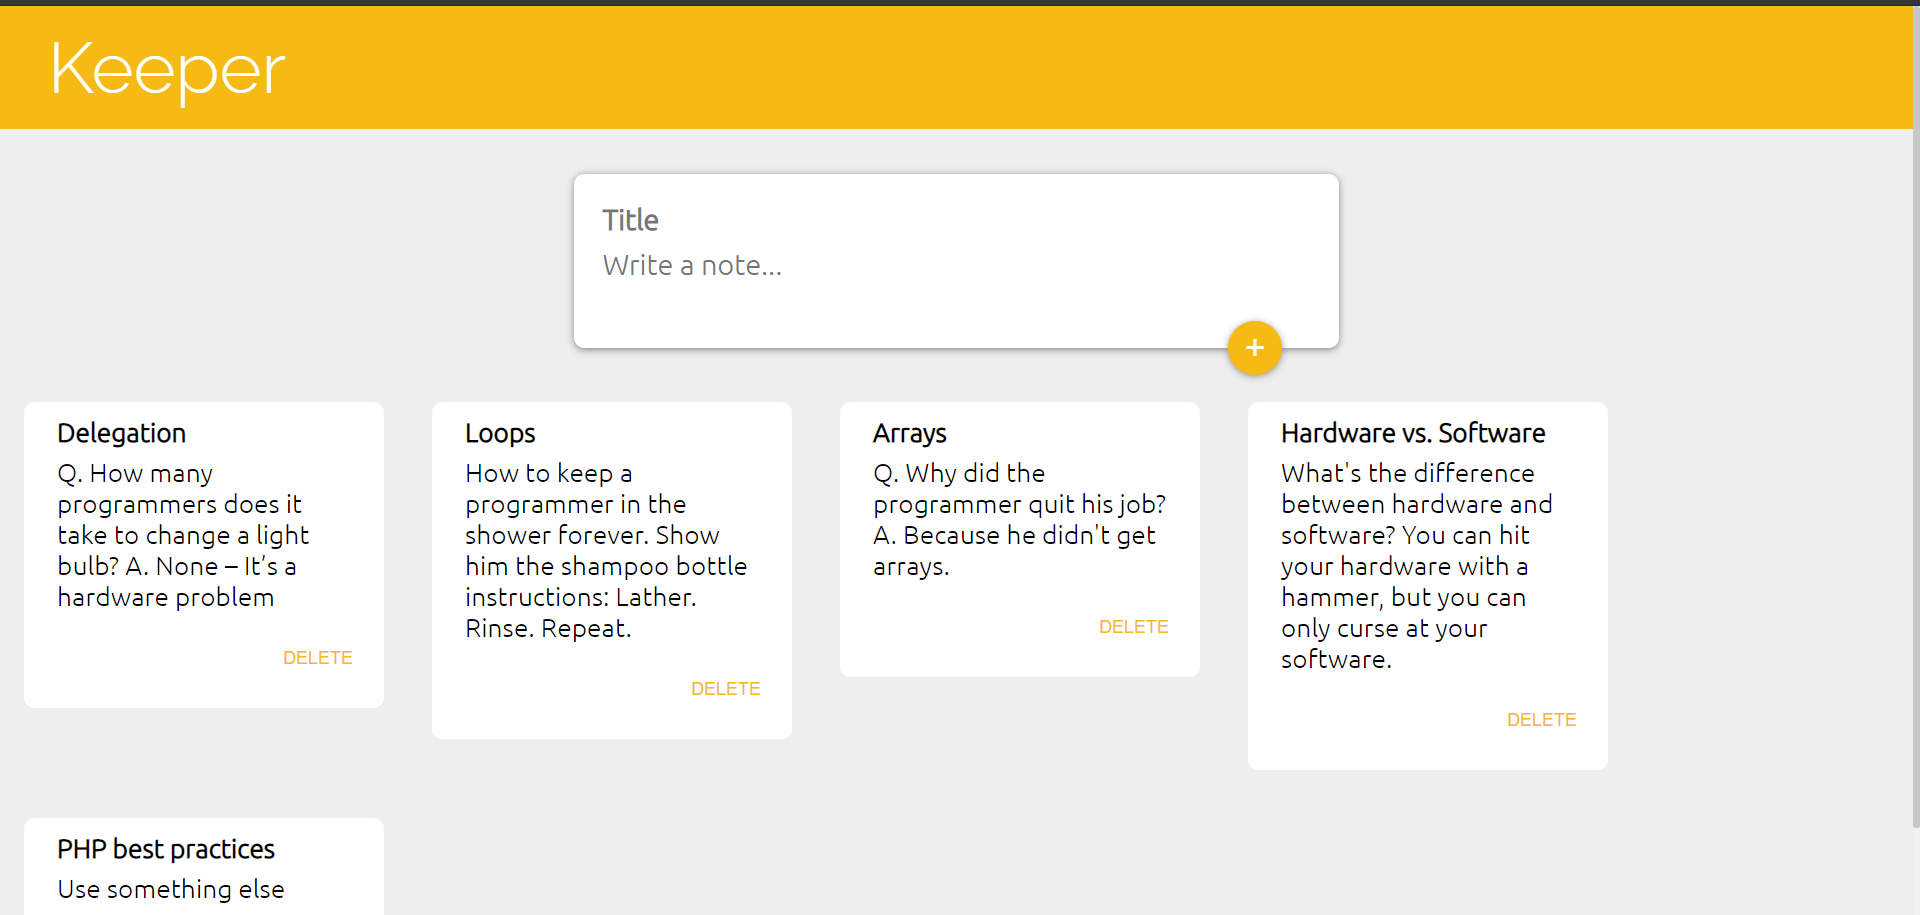 Keeper
Title
Write a note...
+
Delegation
Q. How many
programmers does it
take to change a light
bulb? A. None – It’s a
hardware problem
DELETE
Loops
How to keep a
programmer in the
shower forever. Show
him the shampoo bottle
instructions: Lather.
Rinse. Repeat.
DELETE
Arrays
Q. Why did the
programmer quit his job?
A. Because he didn't get
arrays.
DELETE
Hardware vs. Software
What's the difference
between hardware and
software? You can hit
your hardware with a
hammer, but you can
only curse at your
software.
DELETE
PHP best practices
Use something else